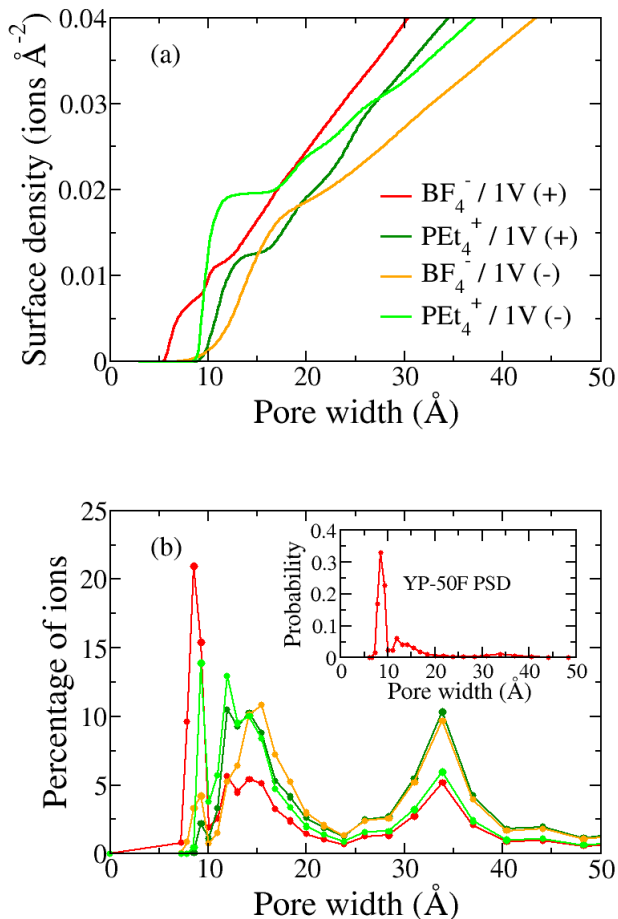 0.04
0.03
0.02
0.01
0
Surface density (ions Å⁻²)
(a)
BF₄⁻ / 1V (+)
PEt₄⁺ / 1V (+)
BF₄⁻ / 1V (-)
PEt₄⁺ / 1V (-)
0 10 20 30 40 50
Pore width (Å)
25
20
15
10
5
0
Percentage of ions
(b)
0.4
0.3
0.2
0.1
0
Probability
YP-50F PSD
0 10 20 30 40 50
Pore width (Å)
0 10 20 30 40 50
Pore width (Å)